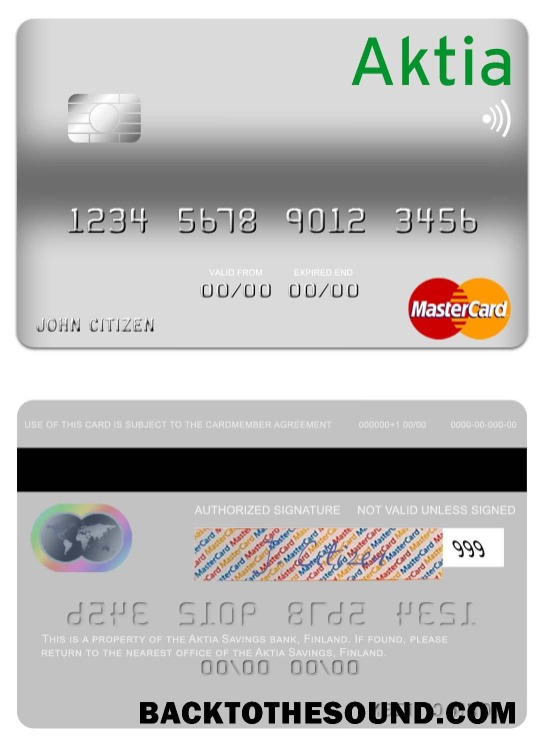 Aktia
1234 5678 9012 3456
VALID FROM EXPIRED END
00/00 00/00
JOHN CITIZEN
MasterCard
USE OF THIS CARD IS SUBJECT TO THE CARDMEMBER AGREEMENT 000000+1 00/00 0000-00-000-00
AUTHORIZED SIGNATURE NOT VALID UNLESS SIGNED
MasterCard MasterCard MasterCard
999
THIS IS A PROPERTY OF THE AKTIA SAVINGS BANK, FINLAND. IF FOUND, PLEASE
RETURN TO THE NEAREST OFFICE OF THE AKTIA SAVINGS, FINLAND.
00/00 00/00
BACKTOTHESOUND.COM